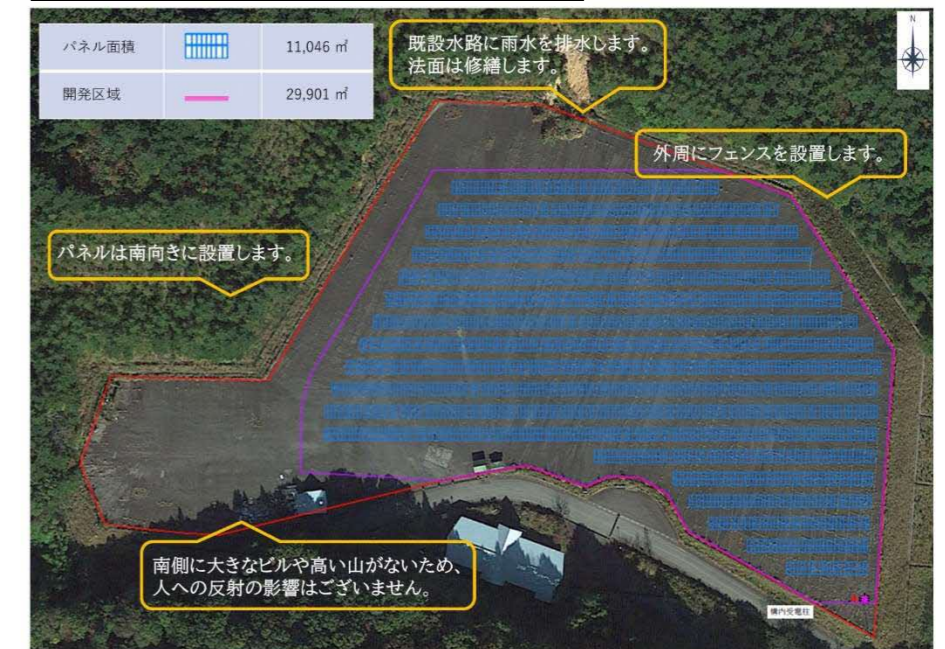 パネル面積 11,046 ㎡
開発区域 29,901 ㎡
既設水路に雨水を排水します。
法面は修繕します。
N
外周にフェンスを設置します。
パネルは南向きに設置します。
南側に大きなビルや高い山がないため、
人への反射の影響はございません。
構内受電柱